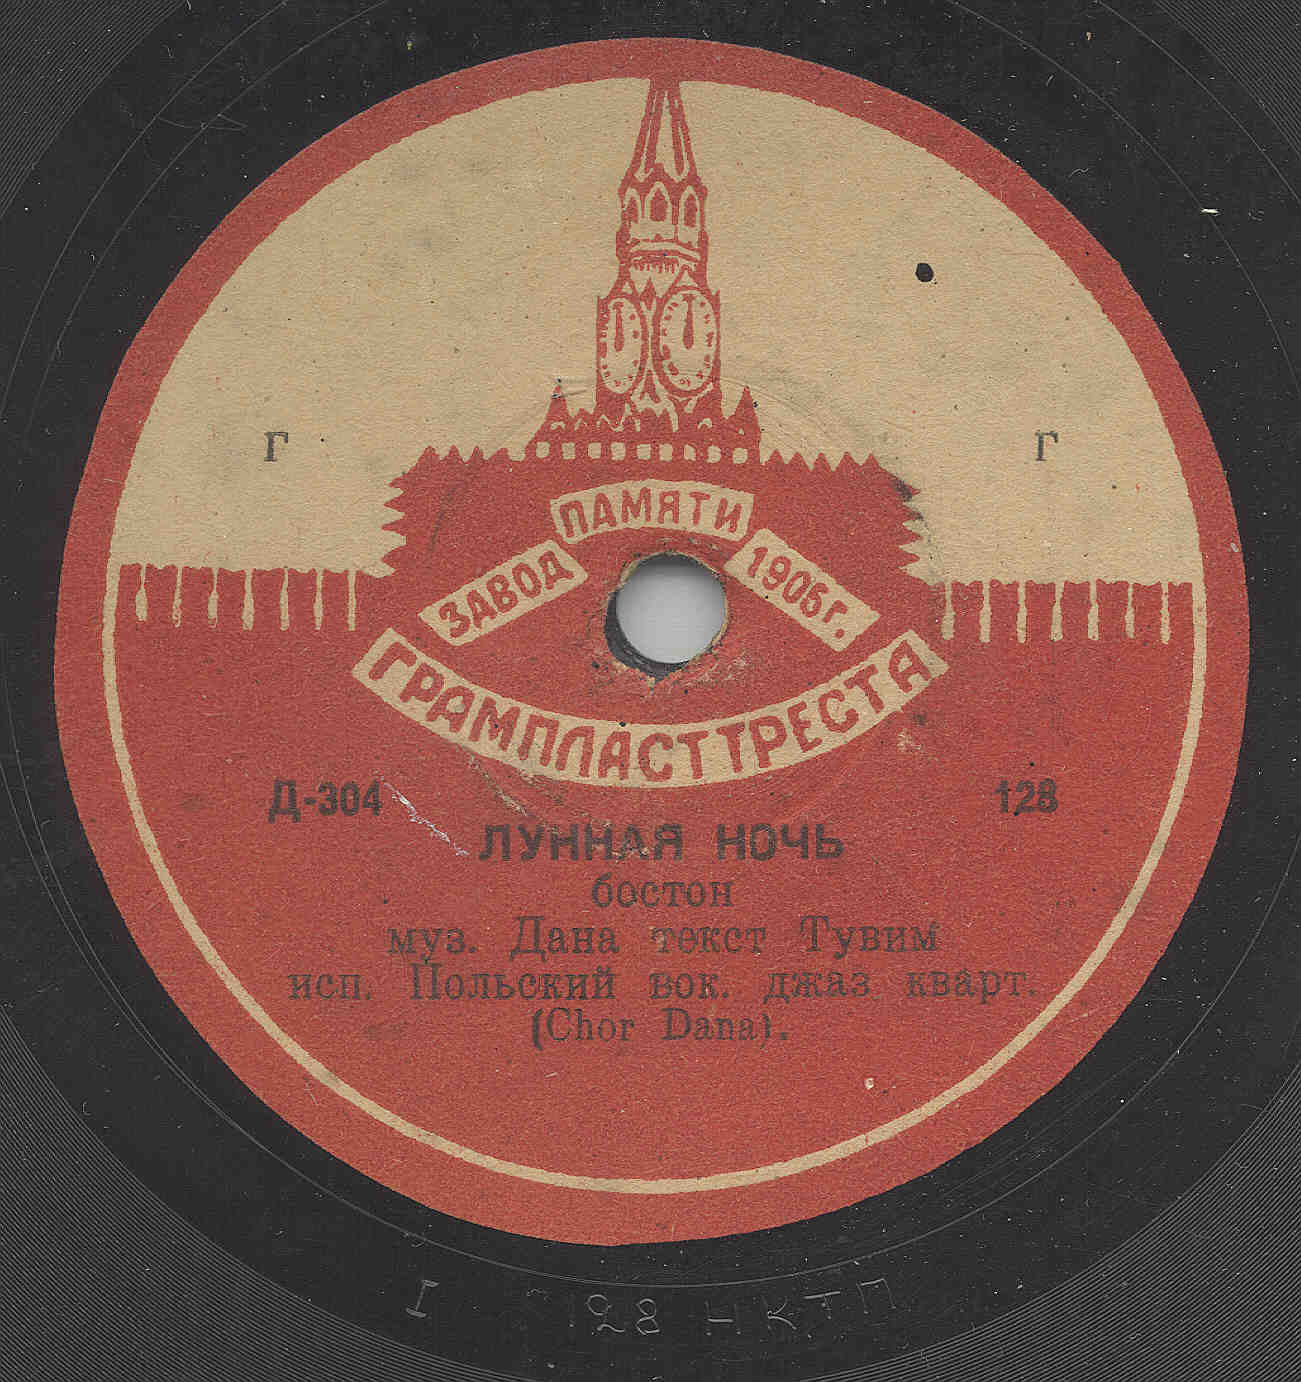 Г Г
ЗАВОД ПАМЯТИ 1905г.
ГРАМПЛАСТТРЕСТА
Д-304 128
ЛУННАЯ НОЧЬ
бостон
муз. Дана текст Тувим
исп. Польский вок. джаз кварт.
(Chor Dana).
I 128 НКТП